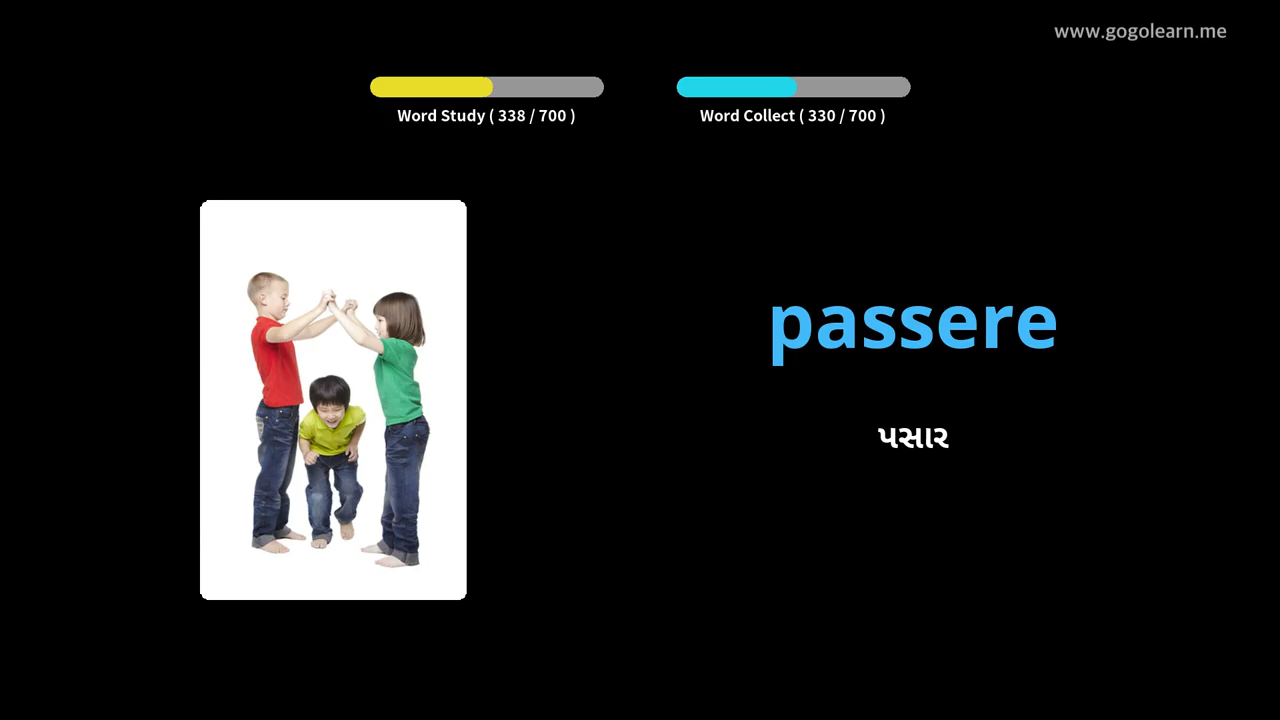 www.gogolearn.me
Word Study ( 338 / 700 )
Word Collect ( 330 / 700 )
passere
પસાર